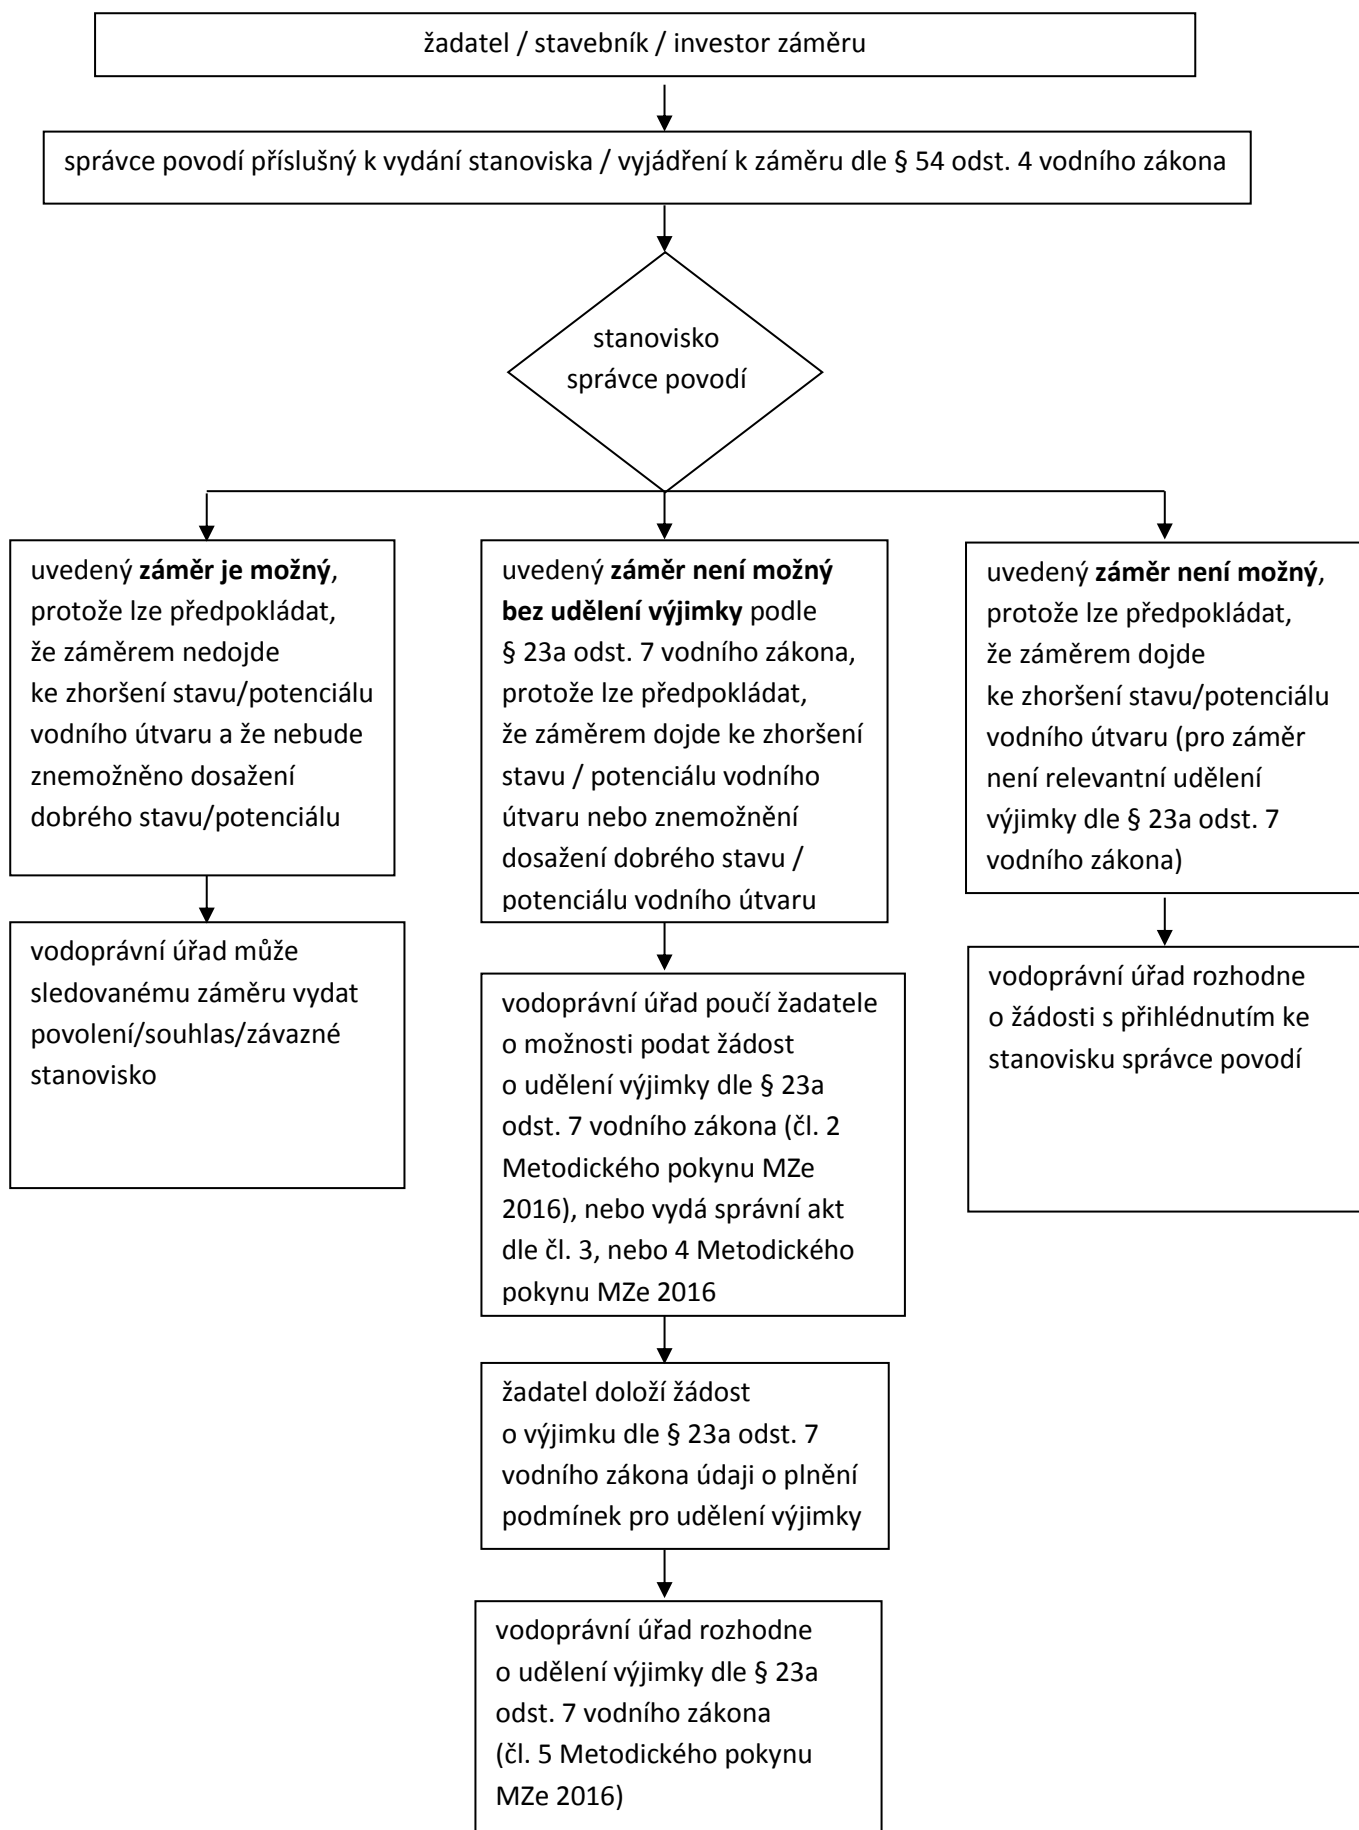 žadatel / stavebník / investor záměru
správce povodí příslušný k vydání stanoviska / vyjádření k záměru dle § 54 odst. 4 vodního zákona
stanovisko
správce povodí
uvedený záměr je možný,
protože lze předpokládat,
že záměrem nedojde
ke zhoršení stavu/potenciálu
vodního útvaru a že nebude
znemožněno dosažení
dobrého stavu/potenciálu
vodoprávní úřad může
sledovanému záměru vydat
povolení/souhlas/závazné
stanovisko
uvedený záměr není možný
bez udělení výjimky podle
§ 23a odst. 7 vodního zákona,
protože lze předpokládat,
že záměrem dojde ke zhoršení
stavu / potenciálu vodního
útvaru nebo znemožnění
dosažení dobrého stavu /
potenciálu vodního útvaru
vodoprávní úřad poučí žadatele
o možnosti podat žádost
o udělení výjimky dle § 23a
odst. 7 vodního zákona (čl. 2
Metodického pokynu MZe
2016), nebo vydá správní akt
dle čl. 3, nebo 4 Metodického
pokynu MZe 2016
žadatel doloží žádost
o výjimku dle § 23a odst. 7
vodního zákona údaji o plnění
podmínek pro udělení výjimky
vodoprávní úřad rozhodne
o udělení výjimky dle § 23a
odst. 7 vodního zákona
(čl. 5 Metodického pokynu
MZe 2016)
uvedený záměr není možný,
protože lze předpokládat,
že záměrem dojde
ke zhoršení stavu/potenciálu
vodního útvaru (pro záměr
není relevantní udělení
výjimky dle § 23a odst. 7
vodního zákona)
vodoprávní úřad rozhodne
o žádosti s přihlédnutím ke
stanovisku správce povodí